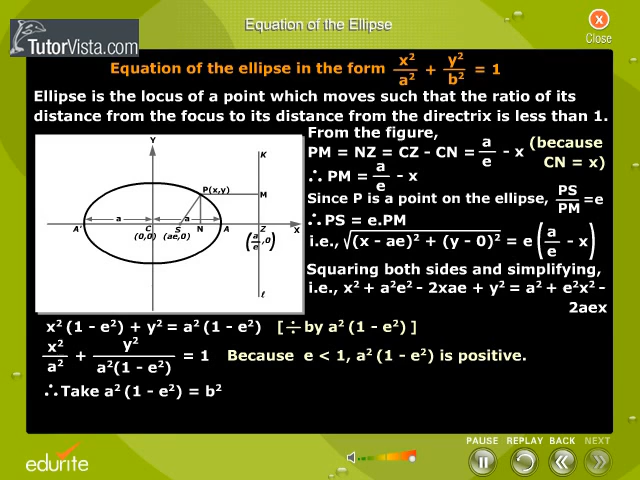 Equation of the Ellipse
X
Close
TutorVista.com
Equation of the ellipse in the form x²/a² + y²/b² = 1
Ellipse is the locus of a point which moves such that the ratio of its
distance from the focus to its distance from the directrix is less than 1.
From the figure,
PM = NZ = CZ - CN = a/e - x (because
CN = x)
∴ PM = a/e - x
Since P is a point on the ellipse, PS/PM = e
∴ PS = e.PM
i.e., √((x - ae)² + (y - 0)²) = e (a/e - x)
Squaring both sides and simplifying,
i.e., x² + a²e² - 2xae + y² = a² + e²x² -
2aex
Y
K
P(x,y)
M
a a
A' C S N A Z X
(0,0) (ae,0) (a/e,0)
ℓ
x² (1 - e²) + y² = a² (1 - e²) [ ÷ by a² (1 - e²) ]
x²/a² + y²/a²(1 - e²) = 1 Because e < 1, a² (1 - e²) is positive.
∴ Take a² (1 - e²) = b²
edurite
PAUSE REPLAY BACK NEXT